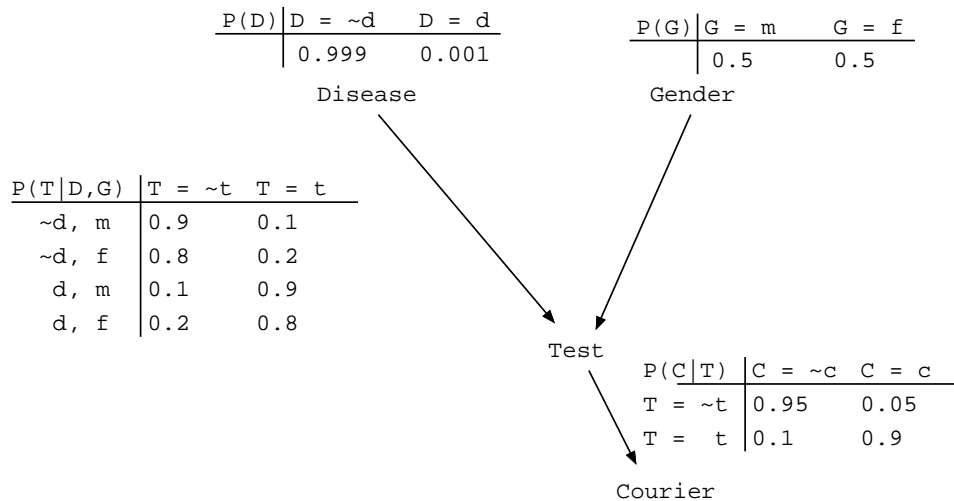 P(D) D = ~d D = d
0.999 0.001
Disease
P(G) G = m G = f
0.5 0.5
Gender
P(T|D,G) T = ~t T = t
~d, m 0.9 0.1
~d, f 0.8 0.2
d, m 0.1 0.9
d, f 0.2 0.8
Test
P(C|T) C = ~c C = c
T = ~t 0.95 0.05
T = t 0.1 0.9
Courier